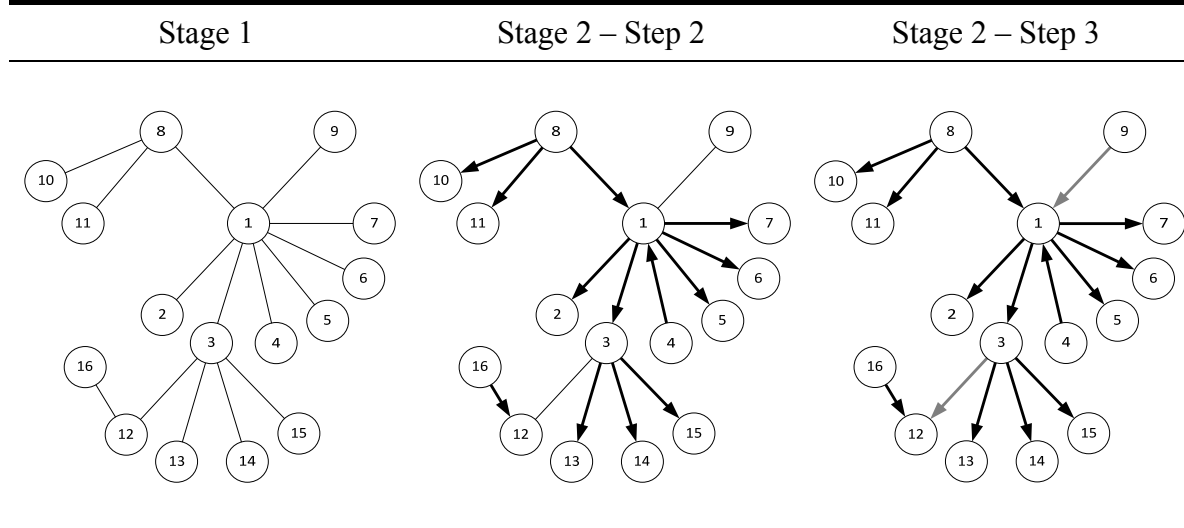 Stage 1 Stage 2 – Step 2 Stage 2 – Step 3
8 9 8 9 8 9
10 10 10
11 1 7 11 1 7 11 1 7
6 6 6
2 5 2 5 2 5
3 4 3 4 3 4
16 16 16
12 15 12 15 12 15
13 14 13 14 13 14